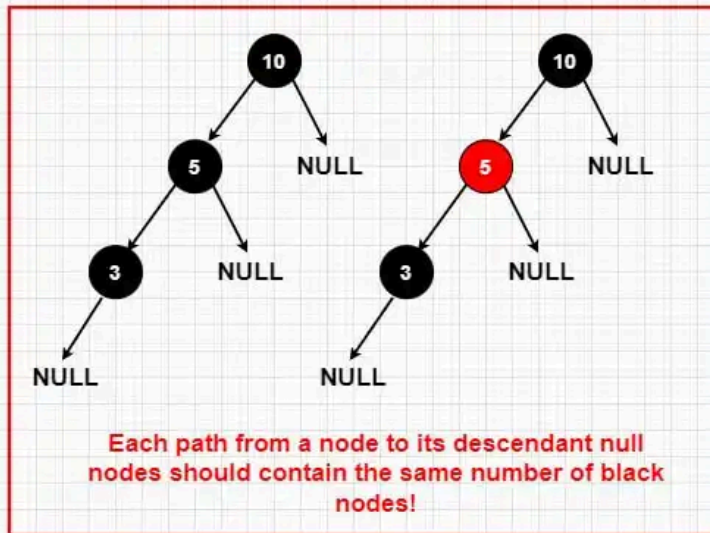 10 10
5 NULL 5 NULL
3 NULL 3 NULL
NULL NULL
Each path from a node to its descendant null
nodes should contain the same number of black
nodes!